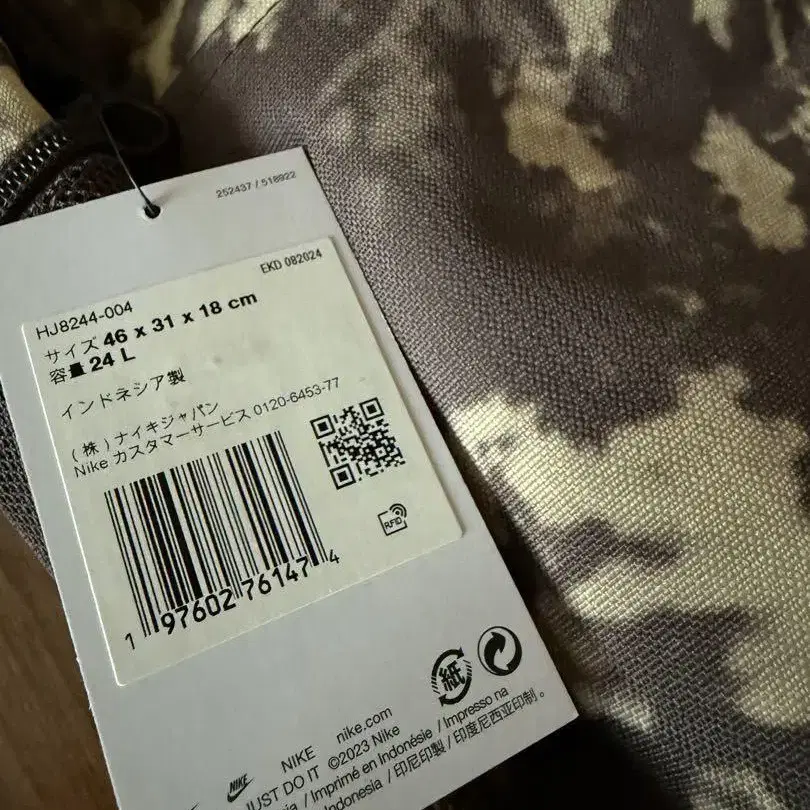 252437 / 518922
EKD 082024
HJ8244-004
サイズ 46 x 31 x 18 cm
容量 24 L
インドネシア製
(株)ナイキジャパン
Nike カスタマーサービス 0120-6453-77
RFID
1 97602 76147 4
紙
nike.com
NIKE
©2023 Nike
NIKE
JUST DO IT
/ Imprimé en Indonésie / Impresso na
Indonesia / 印尼印製 / 印度尼西亚印制。